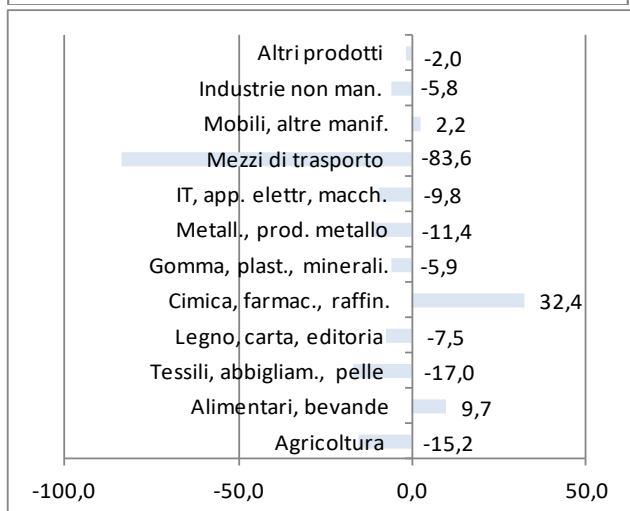 Altri prodotti -2,0
Industrie non man. -5,8
Mobili, altre manif. 2,2
Mezzi di trasporto -83,6
IT, app. elettr, macch. -9,8
Metall., prod. metallo -11,4
Gomma, plast., minerali. -5,9
Cimica, farmac., raffin. 32,4
Legno, carta, editoria -7,5
Tessili, abbigliam., pelle -17,0
Alimentari, bevande 9,7
Agricoltura -15,2
-100,0 -50,0 0,0 50,0